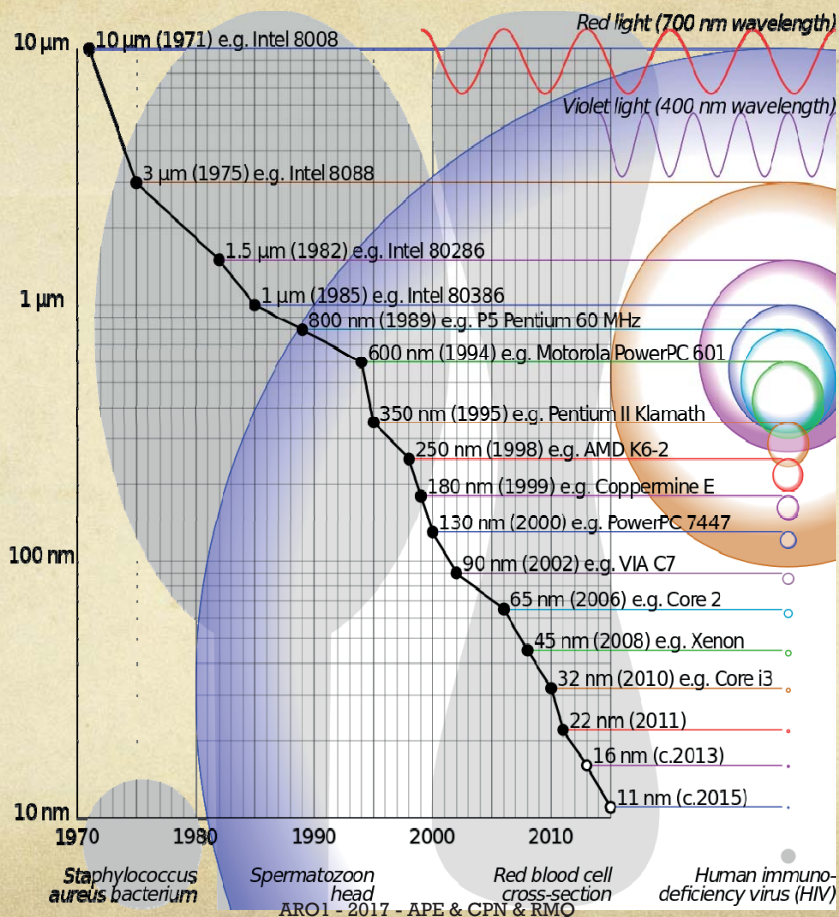 Red light (700 nm wavelength)
10 µm
10 µm (1971) e.g. Intel 8008
Violet light (400 nm wavelength)
3 µm (1975) e.g. Intel 8088
1.5 µm (1982) e.g. Intel 80286
1 µm
1 µm (1985) e.g. Intel 80386
800 nm (1989) e.g. P5 Pentium 60 MHz
600 nm (1994) e.g. Motorola PowerPC 601
350 nm (1995) e.g. Pentium II Klamath
250 nm (1998) e.g. AMD K6-2
180 nm (1999) e.g. Coppermine E
130 nm (2000) e.g. PowerPC 7447
100 nm
90 nm (2002) e.g. VIA C7
65 nm (2006) e.g. Core 2
45 nm (2008) e.g. Xenon
32 nm (2010) e.g. Core i3
22 nm (2011)
16 nm (c.2013)
11 nm (c.2015)
10 nm
1970 1980 1990 2000 2010
Staphylococcus
aureus bacterium
Spermatozoon
head
Red blood cell
cross-section
Human immuno-
deficiency virus (HIV)
ARO1 - 2017 - APE & CPN & RMO